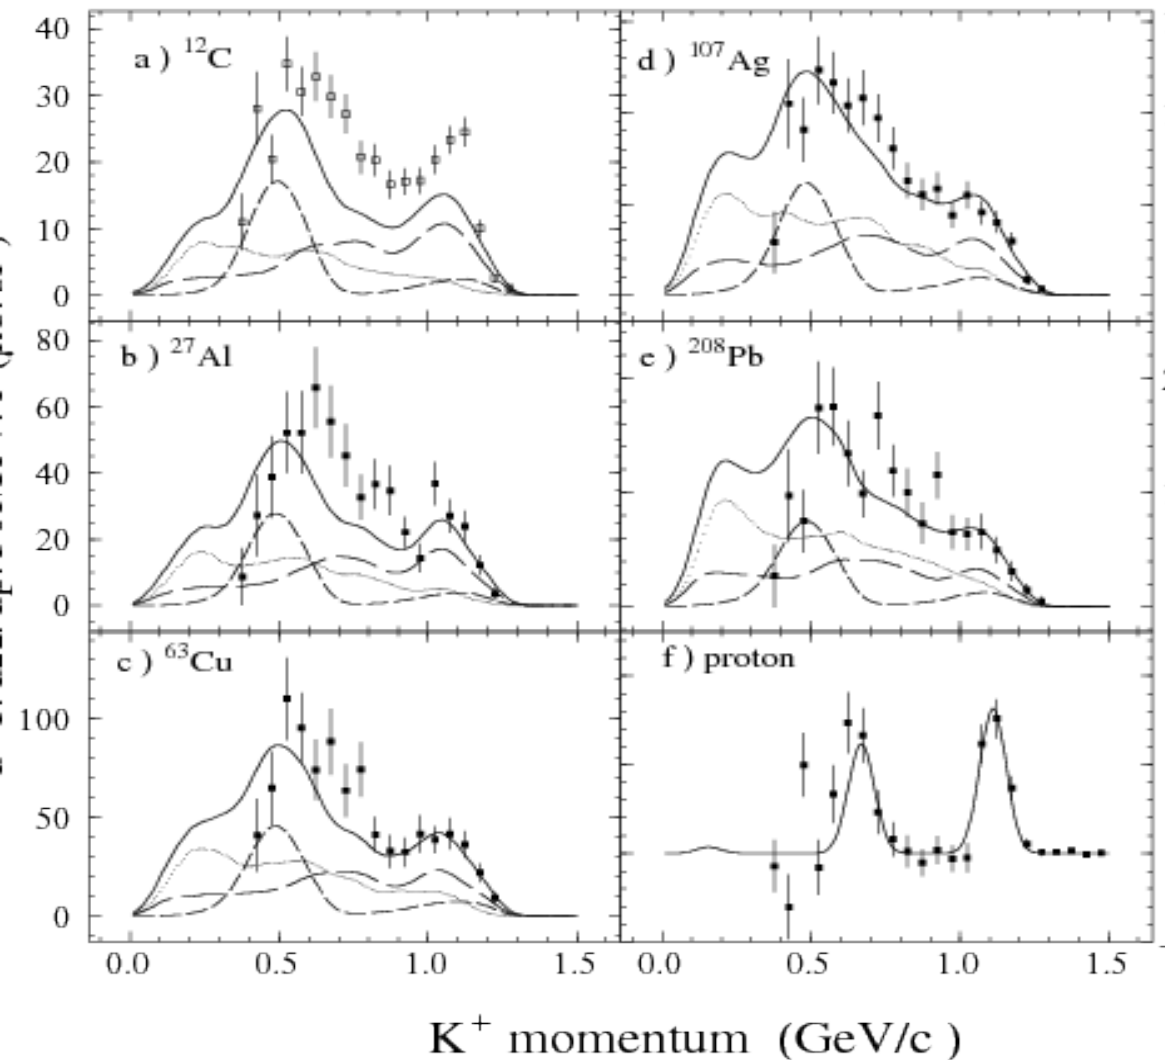 a ) ¹²C
40
30
20
10
0
d ) ¹⁰⁷Ag
b ) ²⁷Al
80
60
40
20
0
e ) ²⁰⁸Pb
c ) ⁶³Cu
100
50
0
f ) proton
0.0 0.5 1.0 1.5 0.0 0.5 1.0 1.5
K⁺ momentum (GeV/c )